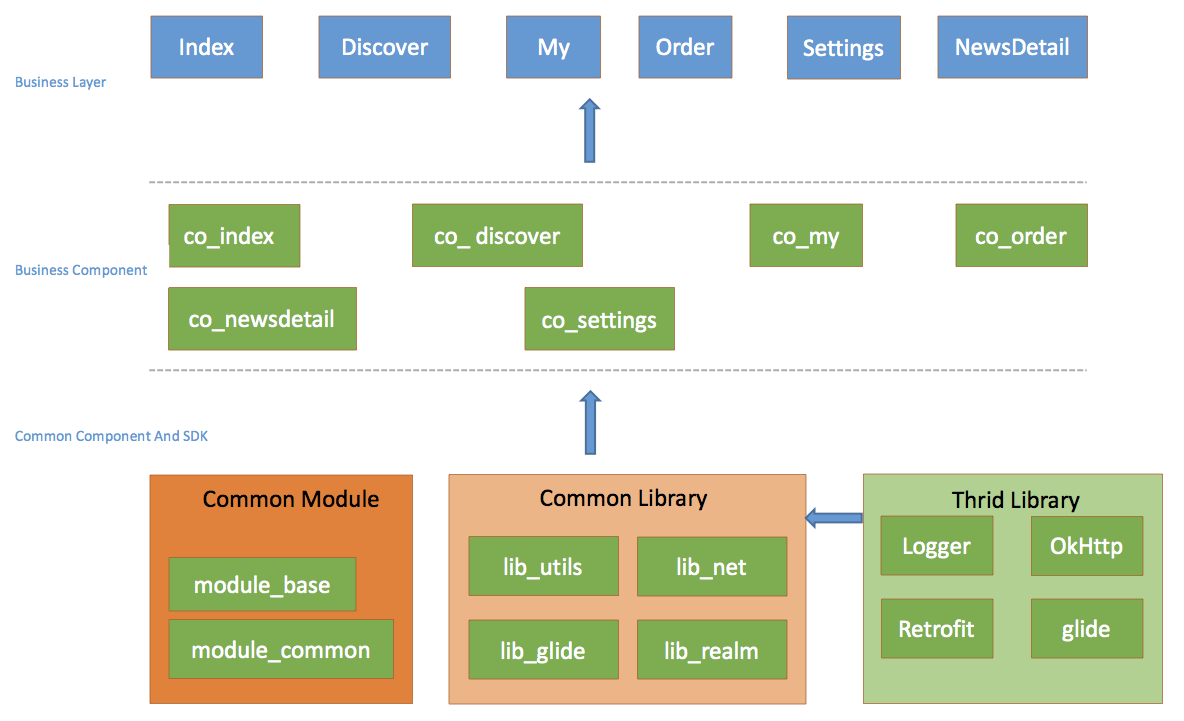 Index
Discover
My
Order
Settings
NewsDetail
Business Layer
co_index
co_ discover
co_my
co_order
Business Component
co_newsdetail
co_settings
Common Component And SDK
Common Module
module_base
module_common
Common Library
lib_utils
lib_net
lib_glide
lib_realm
Thrid Library
Logger
OkHttp
Retrofit
glide